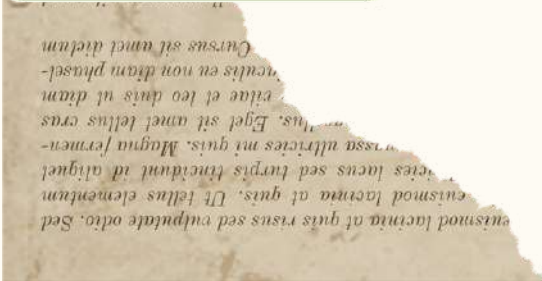 euismod lacinia at quis risus sed vulputate odio. Sed
euismod lacinia at quis. Ut tellus elementum
lacus sed turpis tincidunt id aliquet
ultricies mi quis. Magna fermen-
Eget sit amet tellus cras
vitae et leo duis ut diam
iaculis eu non diam phasel-
Cursus sit amet dictum